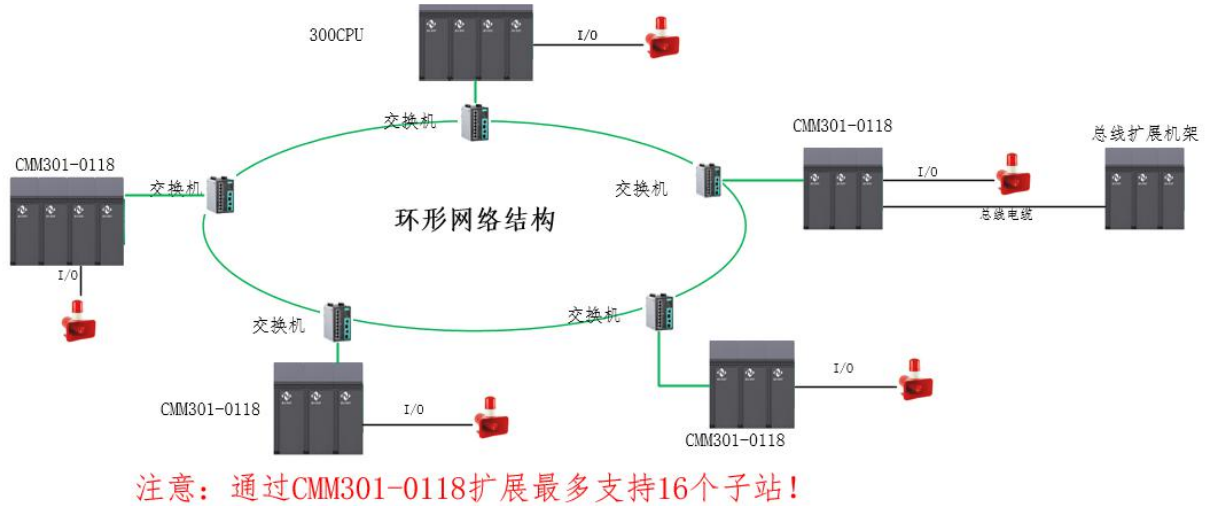 300CPU
I/O
交换机
CMM301-0118
总线扩展机架
CMM301-0118
交换机
交换机
I/O
环形网络结构
总线电缆
I/O
交换机
交换机
I/O
CMM301-0118
I/O
CMM301-0118
注意：通过CMM301-0118扩展最多支持16个子站！